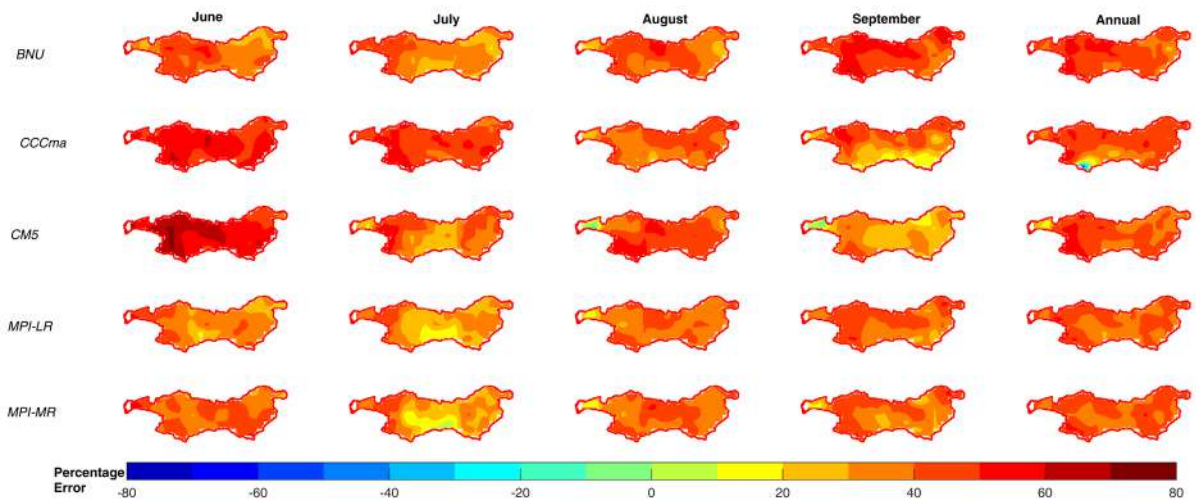 June July August September Annual
BNU
CCCma
CM5
MPI-LR
MPI-MR
Percentage
Error
-80 -60 -40 -20 0 20 40 60 80